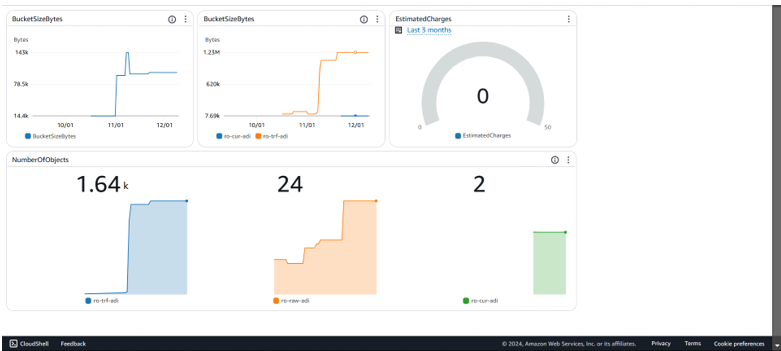 BucketSizeBytes
Bytes
143k
78.5k
14.4k
10/01 11/01 12/01
BucketSizeBytes
BucketSizeBytes
Bytes
1.23M
620k
7.69k
10/01 11/01 12/01
ro-cur-adi ro-trf-adi
EstimatedCharges
Last 3 months
0
0 50
EstimatedCharges
NumberOfObjects
1.64k 24 2
ro-trf-adi ro-raw-adi ro-cur-adi
CloudShell Feedback © 2024, Amazon Web Services, Inc. or its affiliates. Privacy Terms Cookie preferences